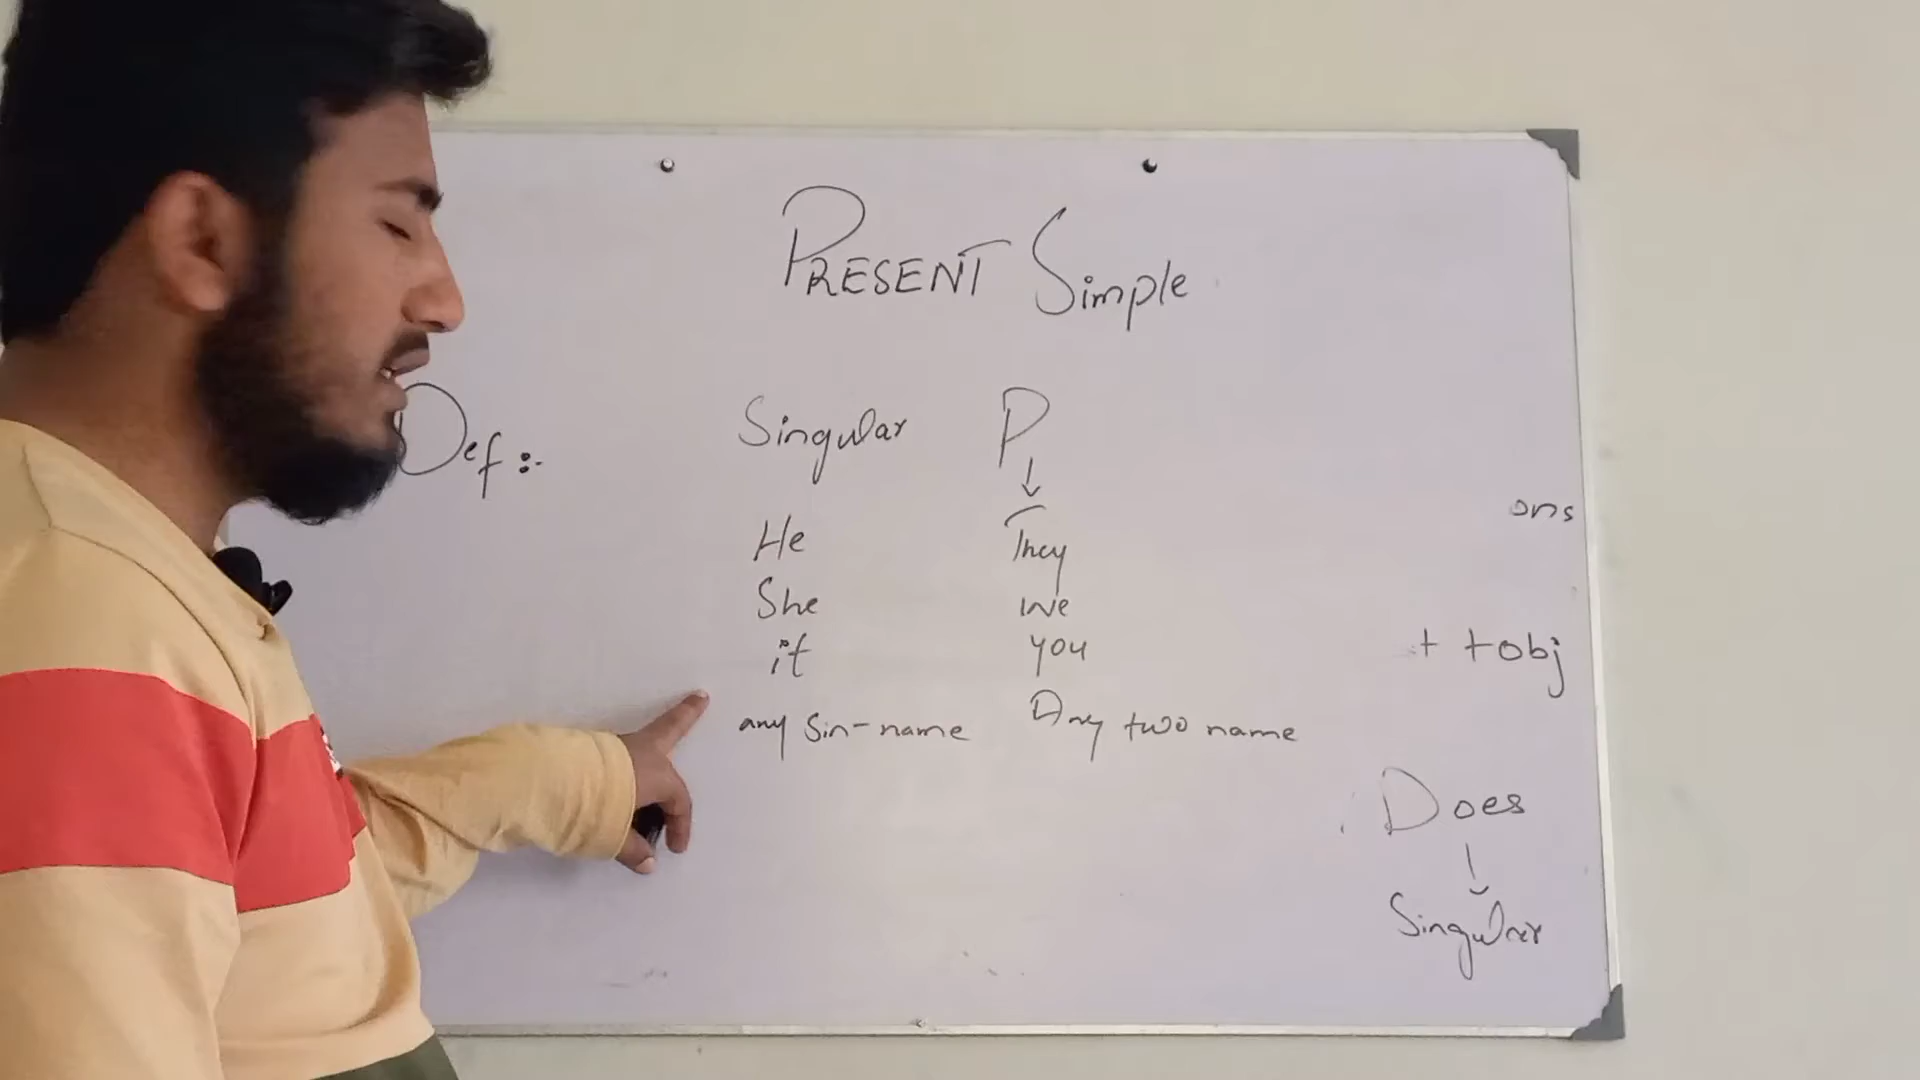 PRESENT Simple
Def :-
Singular P
He They
ons
She we
it you
+ + obj
any Sin-name Any two name
Does
Singular